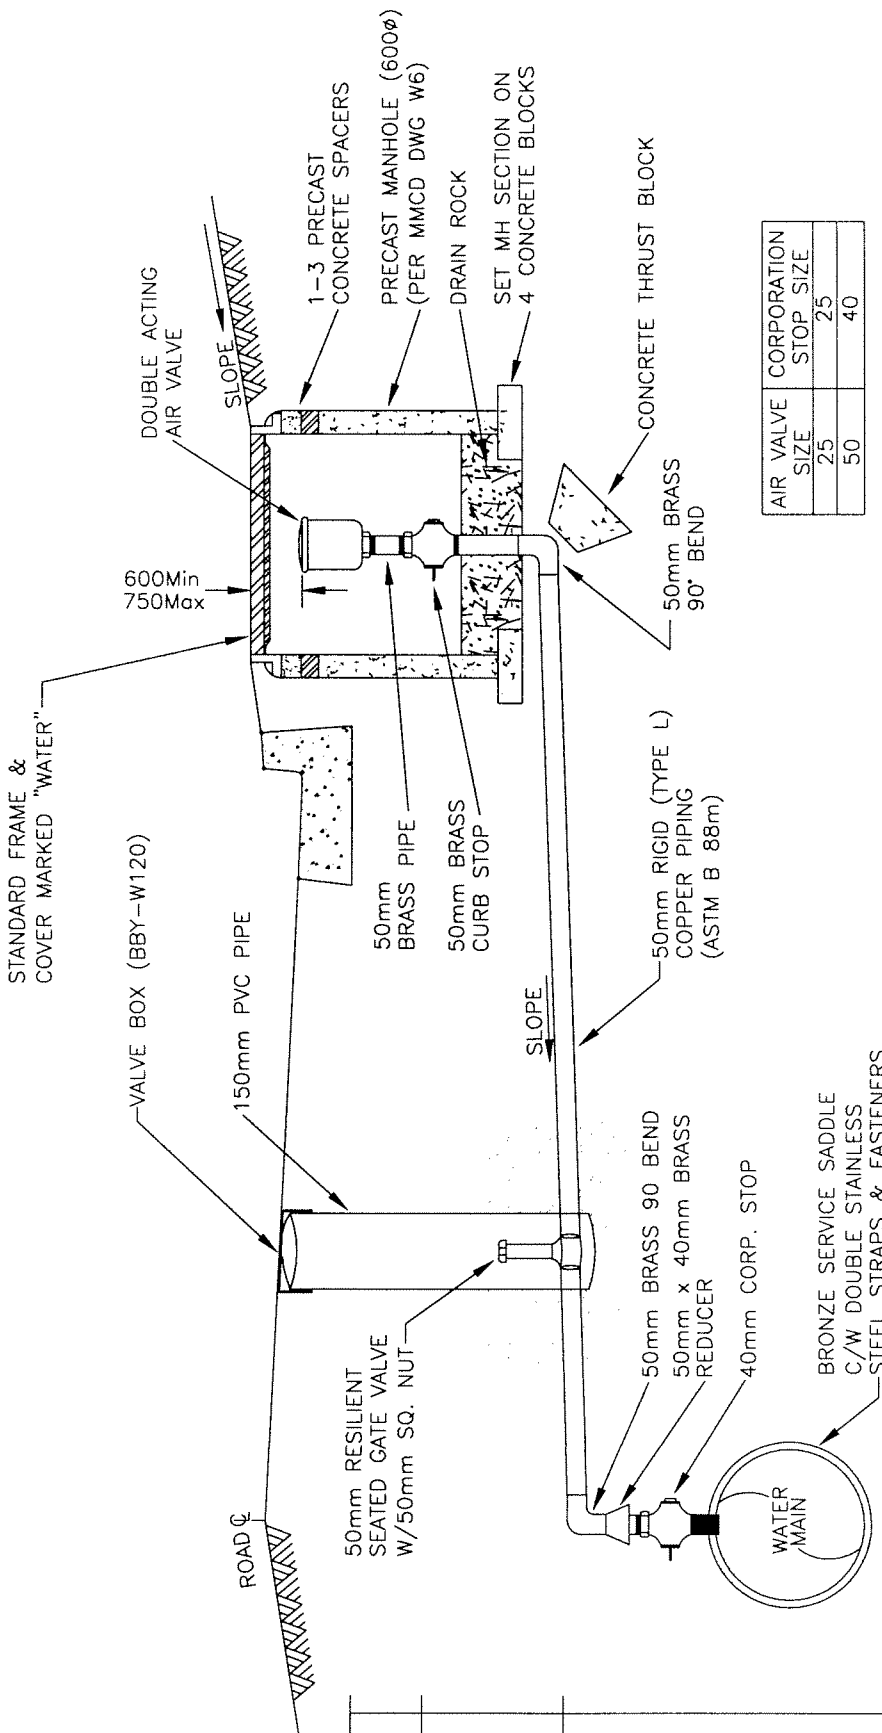 STANDARD FRAME &
COVER MARKED "WATER"
VALVE BOX (BBY-W120)
150mm PVC PIPE
ROAD ℄
50mm RESILIENT
SEATED GATE VALVE
W/50mm SQ. NUT
600Min
750Max
DOUBLE ACTING
AIR VALVE
SLOPE
1-3 PRECAST
CONCRETE SPACERS
PRECAST MANHOLE (600ø)
(PER MMCD DWG W6)
DRAIN ROCK
SET MH SECTION ON
4 CONCRETE BLOCKS
CONCRETE THRUST BLOCK
50mm
BRASS PIPE
50mm BRASS
CURB STOP
50mm BRASS
90° BEND
SLOPE
50mm RIGID (TYPE L)
COPPER PIPING
(ASTM B 88m)
50mm BRASS 90 BEND
50mm x 40mm BRASS
REDUCER
40mm CORP. STOP
WATER
MAIN
BRONZE SERVICE SADDLE
C/W DOUBLE STAINLESS
STEEL STRAPS & FASTENERS
AIR VALVE SIZE CORPORATION STOP SIZE
25 25
50 40